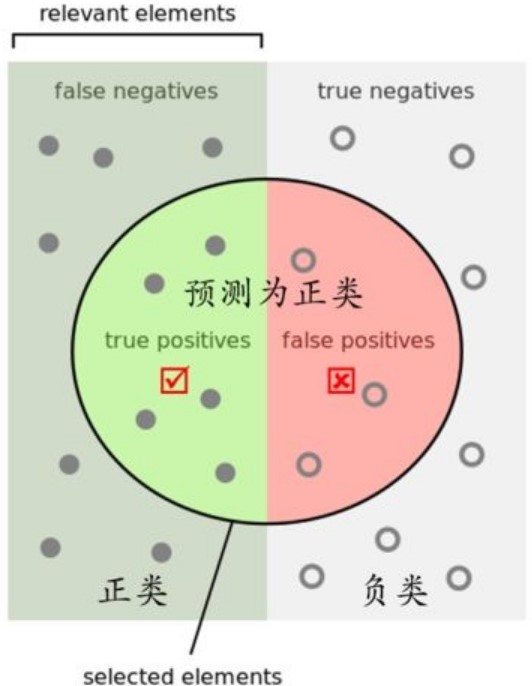 relevant elements
false negatives
true negatives
预测为正类
true positives
false positives
正类
负类
selected elements